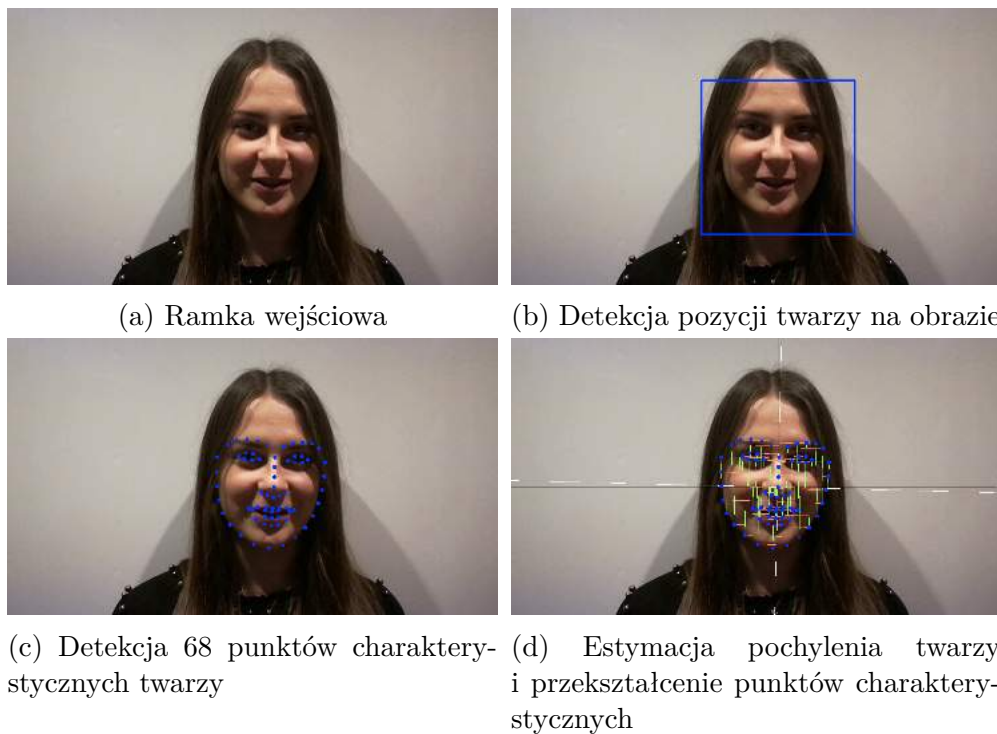 (a) Ramka wejściowa
(b) Detekcja pozycji twarzy na obrazie
(c) Detekcja 68 punktów charaktery-
stycznych twarzy
(d) Estymacja pochylenia twarzy
i przekształcenie punktów charaktery-
stycznych